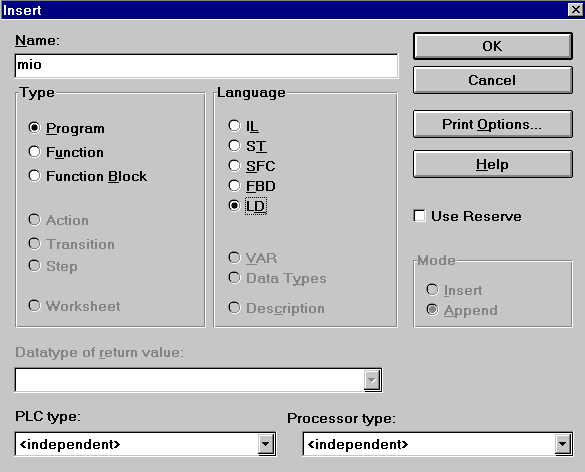 Insert
Name:
mio
OK
Cancel
Print Options...
Help
Type
Program
Function
Function Block
Action
Transition
Step
Worksheet
Language
IL
ST
SFC
FBD
LD
VAR
Data Types
Description
Use Reserve
Mode
Insert
Append
Datatype of return value:
PLC type:
<independent>
Processor type:
<independent>